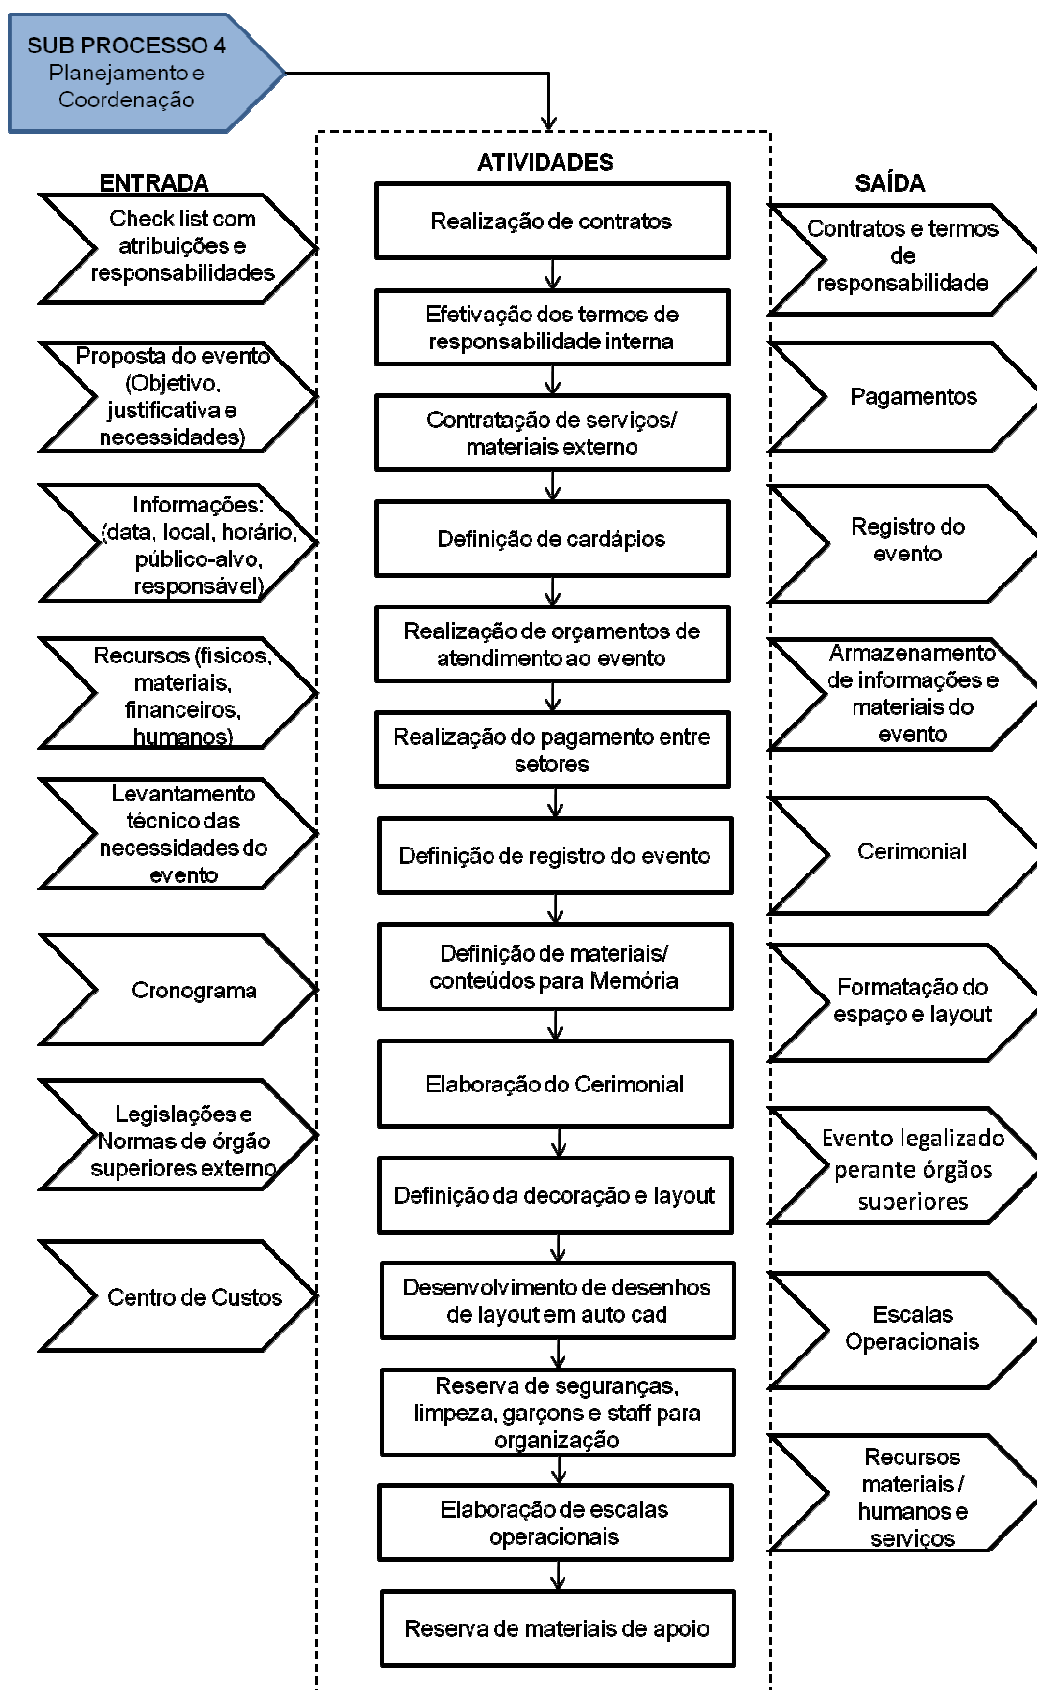 SUB PROCESSO 4
Planejamento e
Coordenação
ENTRADA
Check list com
atribuições e
responsabilidades
Proposta do evento
(Objetivo,
justificativa e
necessidades)
Informações:
(data, local, horário,
público-alvo,
responsável)
Recursos (fisicos,
materiais,
financeiros,
humanos)
Levantamento
técnico das
necessidades do
evento
Cronograma
Legislações e
Normas de órgão
superiores externo
Centro de Custos
ATIVIDADES
Realização de contratos
Efetivação dos termos de
responsabilidade interna
Contratação de serviços/
materiais externo
Definição de cardápios
Realização de orçamentos de
atendimento ao evento
Realização do pagamento entre
setores
Definição de registro do evento
Definição de materiais/
conteúdos para Memória
Elaboração do Cerimonial
Definição da decoração e layout
Desenvolvimento de desenhos
de layout em auto cad
Reserva de seguranças,
limpeza, garçons e staff para
organização
Elaboração de escalas
operacionais
Reserva de materiais de apoio
SAÍDA
Contratos e termos
de
responsabilidade
Pagamentos
Registro do
evento
Armazenamento
de informações e
materiais do
evento
Cerimonial
Formatação do
espaço e layout
Evento legalizado
perante órgãos
superiores
Escalas
Operacionais
Recursos
materiais /
humanos e
serviços